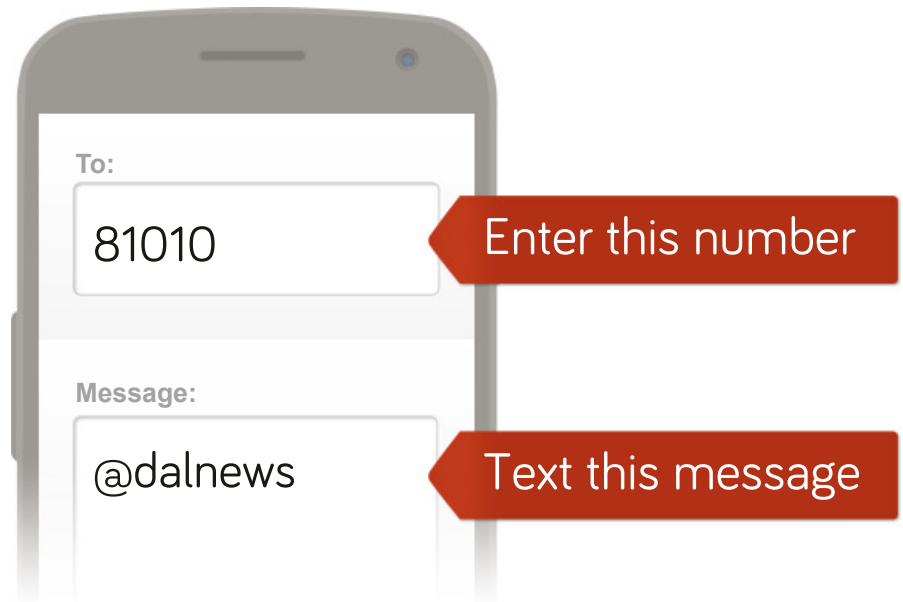 To:
81010
Enter this number
Message:
@dalnews
Text this message